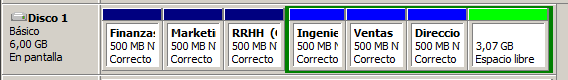 Disco 1
Básico
6,00 GB
En pantalla
Finanzas
500 MB N
Correcto
Marketi
500 MB N
Correcto
RRHH (
500 MB N
Correcto
Ingenie
500 MB N
Correcto
Ventas
500 MB N
Correcto
Direccio
500 MB N
Correcto
3,07 GB
Espacio libre